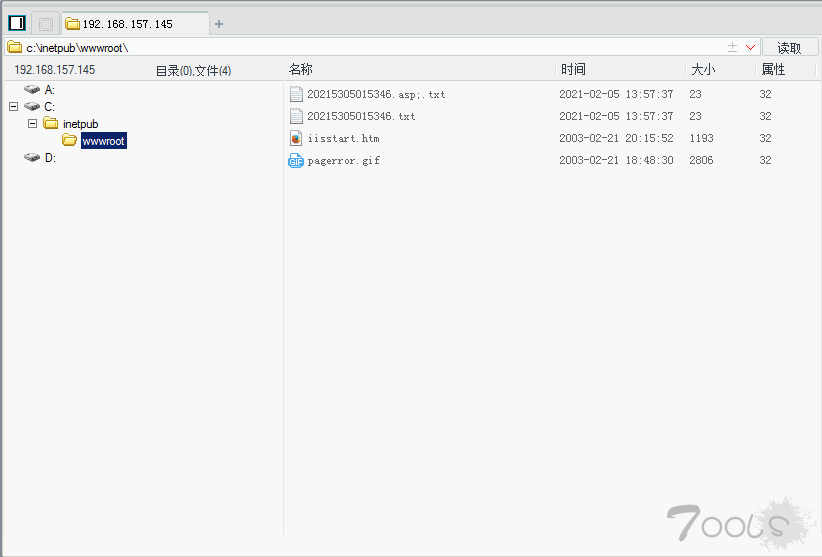 192.168.157.145 +
c:\inetpub\wwwroot\ 读取
192.168.157.145 目录(0),文件(4) 名称 时间 大小 属性
A:
C:
inetpub
wwwroot
D:
20215305015346.asp;.txt 2021-02-05 13:57:37 23 32
20215305015346.txt 2021-02-05 13:57:37 23 32
iisstart.htm 2003-02-21 20:15:52 1193 32
pagerror.gif 2003-02-21 18:48:30 2806 32
7ools